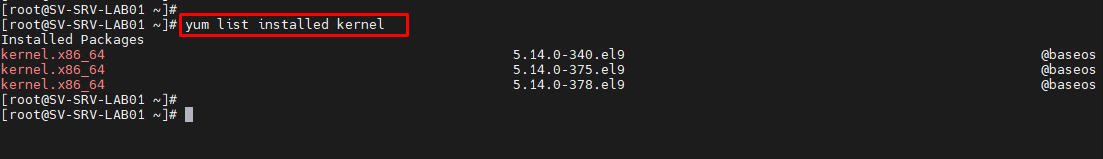 [root@SV-SRV-LAB01 ~]#
[root@SV-SRV-LAB01 ~]# yum list installed kernel
Installed Packages
kernel.x86_64 5.14.0-340.el9 @baseos
kernel.x86_64 5.14.0-375.el9 @baseos
kernel.x86_64 5.14.0-378.el9 @baseos
[root@SV-SRV-LAB01 ~]#
[root@SV-SRV-LAB01 ~]#